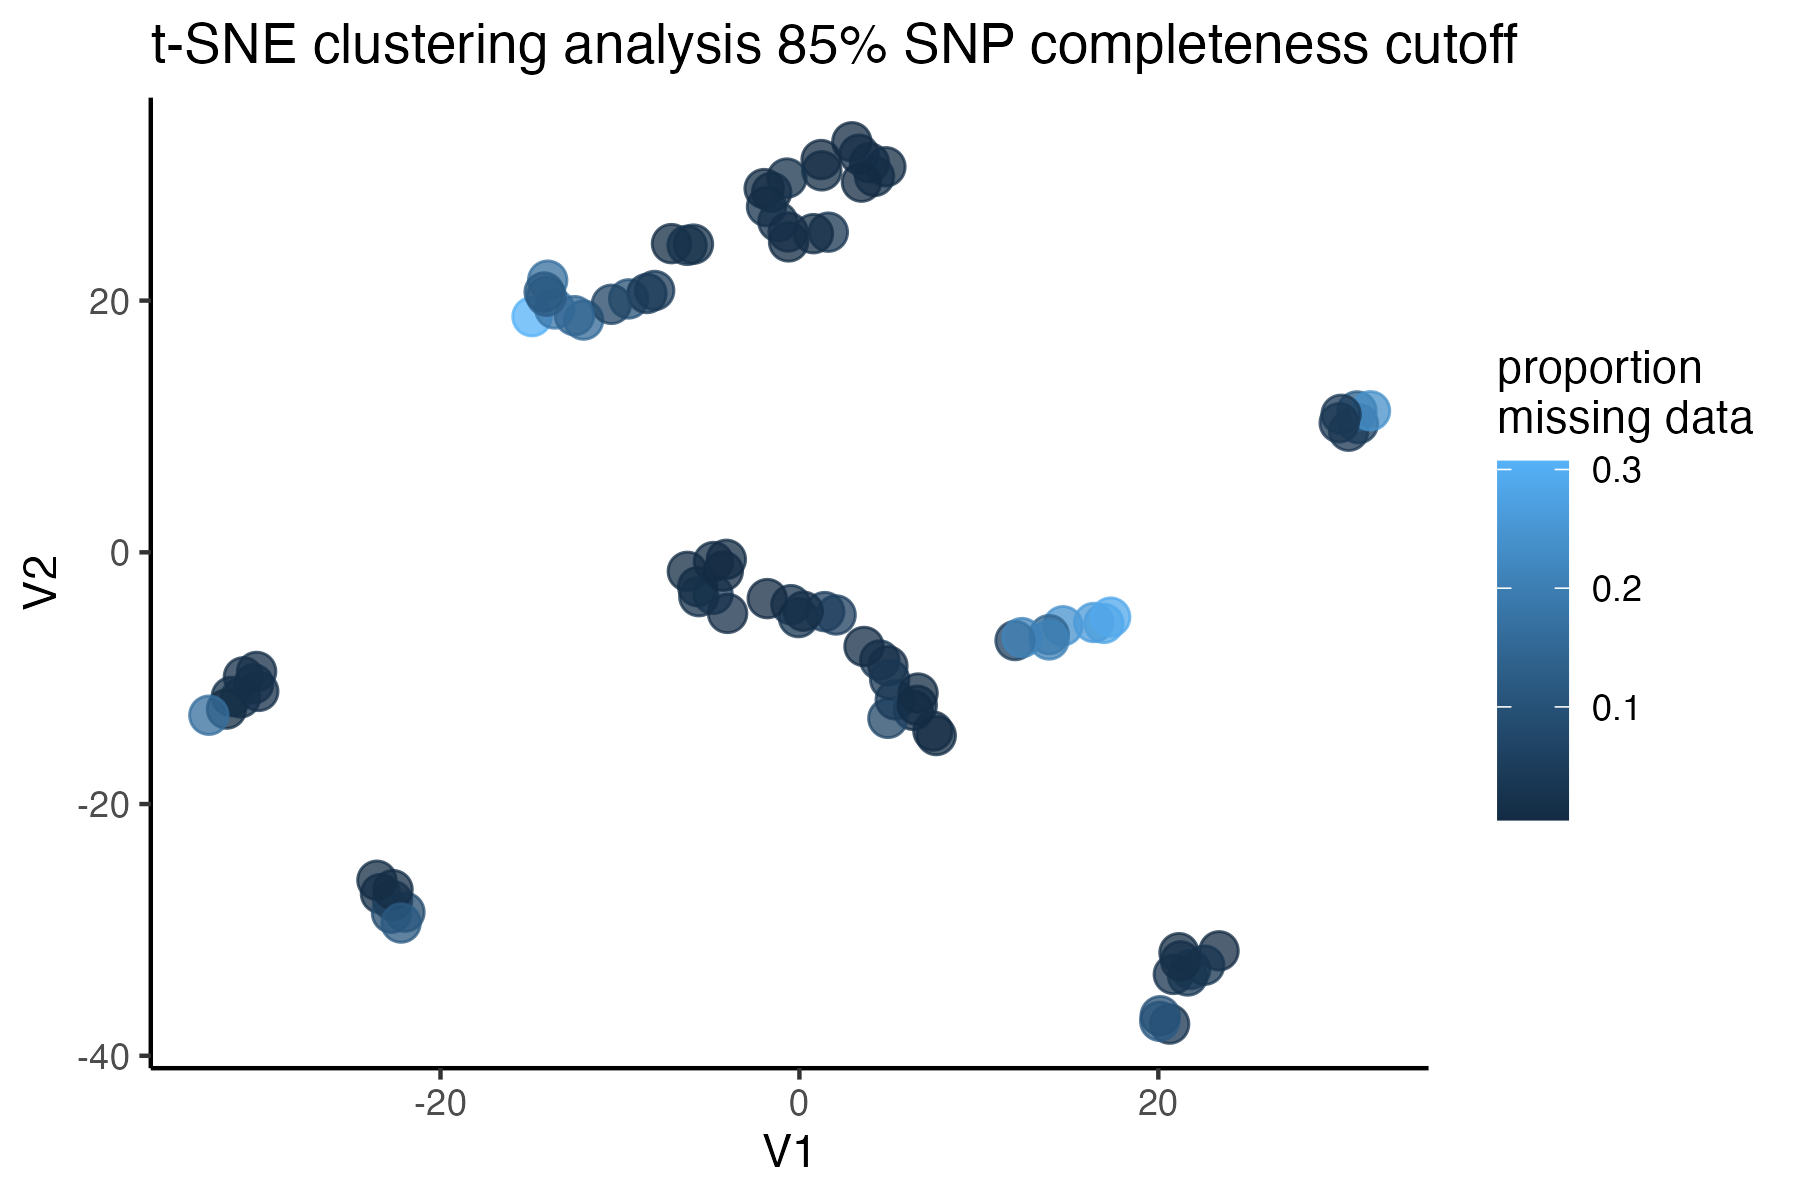 t-SNE clustering analysis 85% SNP completeness cutoff
V2
20
0
-20
-40
-20
0
20
V1
proportion
missing data
0.3
0.2
0.1